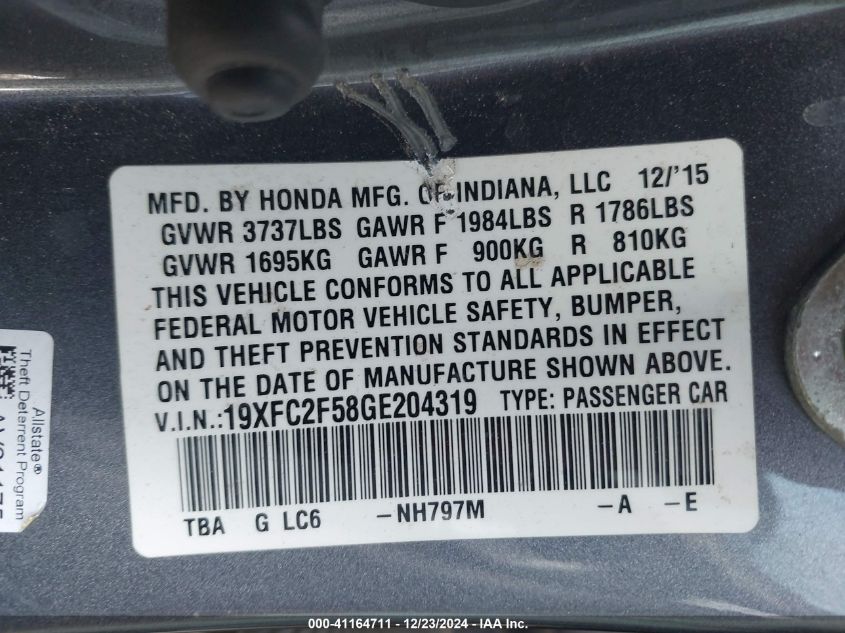 MFD. BY HONDA MFG. OF INDIANA, LLC 12/'15
GVWR 3737LBS GAWR F 1984LBS R 1786LBS
GVWR 1695KG GAWR F 900KG R 810KG
THIS VEHICLE CONFORMS TO ALL APPLICABLE
FEDERAL MOTOR VEHICLE SAFETY, BUMPER,
AND THEFT PREVENTION STANDARDS IN EFFECT
ON THE DATE OF MANUFACTURE SHOWN ABOVE.
V.I.N.:19XFC2F58GE204319 TYPE: PASSENGER CAR
TBA G LC6 -NH797M -A -E
Allstate®
Theft Deterrent Program
000-41164711 - 12/23/2024 - IAA Inc.